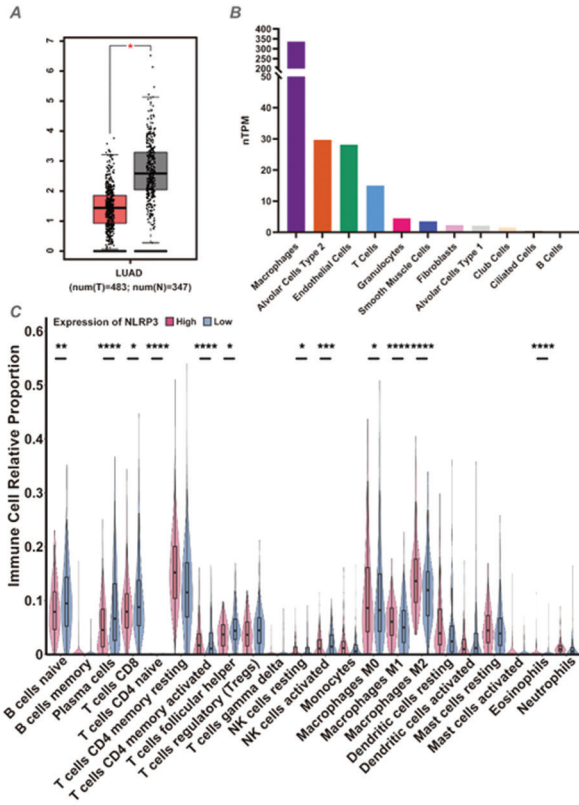 A
7
6
5
4
3
2
1
0
*
LUAD
(num(T)=483; num(N)=347)
B
nTPM
400
350
300
250
200
50
40
30
20
10
0
Macrophages
Alvolar Cells Type 2
Endothelial Cells
T Cells
Granulocytes
Smooth Muscle Cells
Fibroblasts
Alvolar Cells Type 1
Club Cells
Ciliated Cells
B Cells
C
Immune Cell Relative Proportion
Expression of NLRP3 High Low
0.6
0.5
0.4
0.3
0.2
0.1
0
** **** * **** **** * * *** * **** **** ****
B cells naive
B cells memory
Plasma cells
T cells CD8
T cells CD4 naive
T cells CD4 memory resting
T cells CD4 memory activated
T cells follicular helper
T cells regulatory (Tregs)
T cells gamma delta
NK cells resting
NK cells activated
Monocytes
Macrophages M0
Macrophages M1
Macrophages M2
Dendritic cells resting
Dendritic cells activated
Mast cells resting
Mast cells activated
Eosinophils
Neutrophils